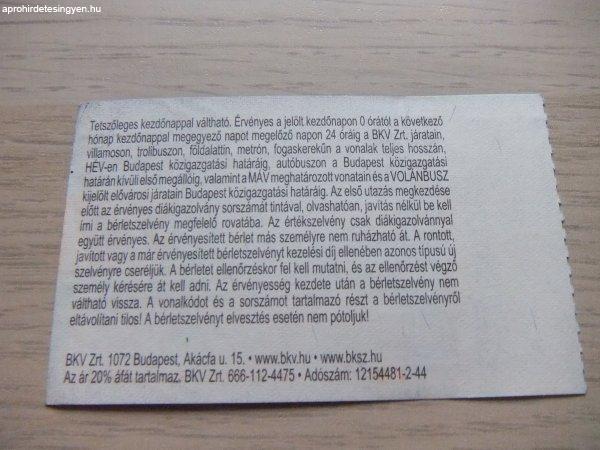 aprohirdetesingyen.hu
Tetszőleges kezdőnappal váltható. Érvényes a jelölt kezdőnapon 0 órától a következő
hónap kezdőnappal megegyező napot megelőző napon 24 óráig a BKV Zrt. járatain,
villamoson, trolibuszon, földalattin, metrón, fogaskerekűn a vonalak teljes hosszán,
HÉV-en Budapest közigazgatási határáig, autóbuszon a Budapest közigazgatási
határán kívüli első megállóig, valamint a MÁV meghatározott vonatain és a VOLÁNBUSZ
kijelölt elővárosi járatain Budapest közigazgatási határáig. Az első utazás megkezdése
előtt az érvényes diákigazolvány sorszámát tintával, olvashatóan, javítás nélkül be kell
írni a bérletszelvény megfelelő rovatába. Az értékszelvény csak diákigazolvánnyal
együtt érvényes. Az érvényesített bérlet más személyre nem ruházható át. A rontott,
javított vagy a már érvényesített bérletszelvényt kezelési díj ellenében azonos típusú új
szelvényre cseréljük. A bérletet ellenőrzéskor fel kell mutatni, és az ellenőrzést végző
személy kérésére át kell adni. Az érvényesség kezdete után a bérletszelvény nem
váltható vissza. A vonalkódot és a sorszámot tartalmazó részt a bérletszelvényről
eltávolítani tilos! A bérletszelvényt elvesztés esetén nem pótoljuk!
BKV Zrt. 1072 Budapest, Akácfa u. 15. • www.bkv.hu • www.bksz.hu
Az ár 20% áfát tartalmaz. BKV Zrt. 666-112-4475 • Adószám: 12154481-2-44